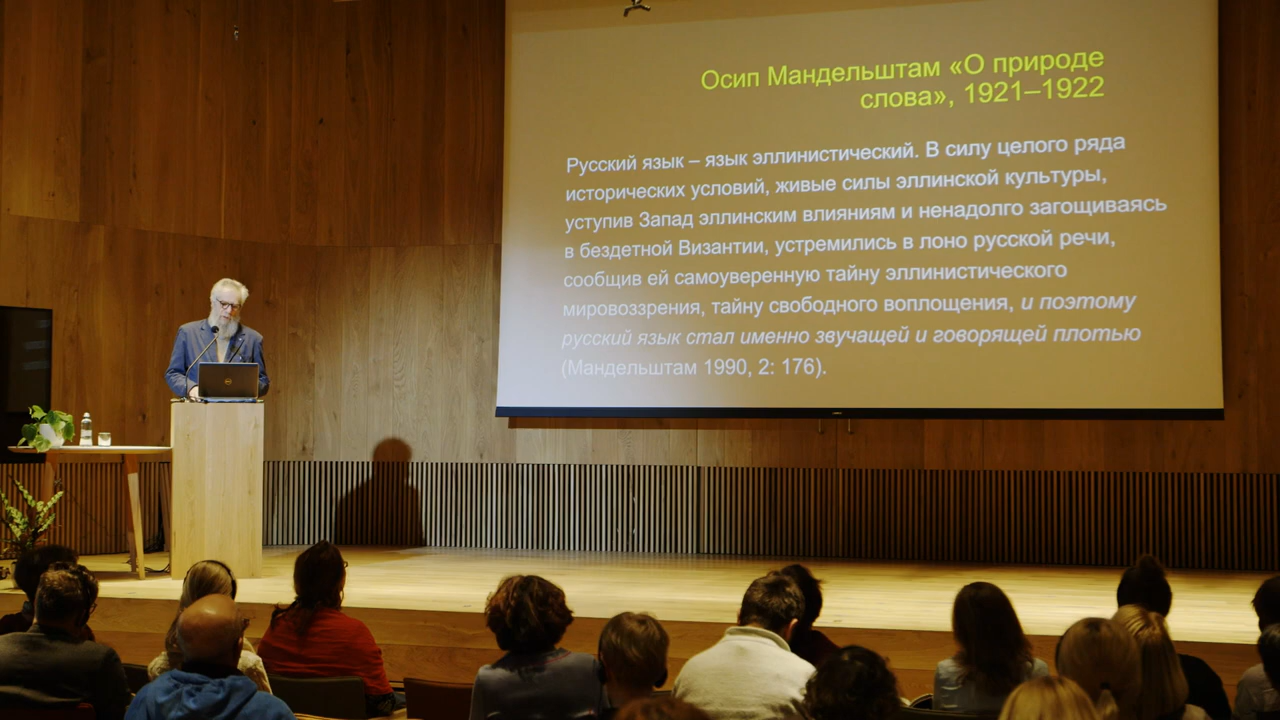 Осип Мандельштам «О природе
слова», 1921–1922
Русский язык – язык эллинистический. В силу целого ряда
исторических условий, живые силы эллинской культуры,
уступив Запад эллинским влияниям и ненадолго загощиваясь
в бездетной Византии, устремились в лоно русской речи,
сообщив ей самоуверенную тайну эллинистического
мировоззрения, тайну свободного воплощения, и поэтому
русский язык стал именно звучащей и говорящей плотью
(Мандельштам 1990, 2: 176).